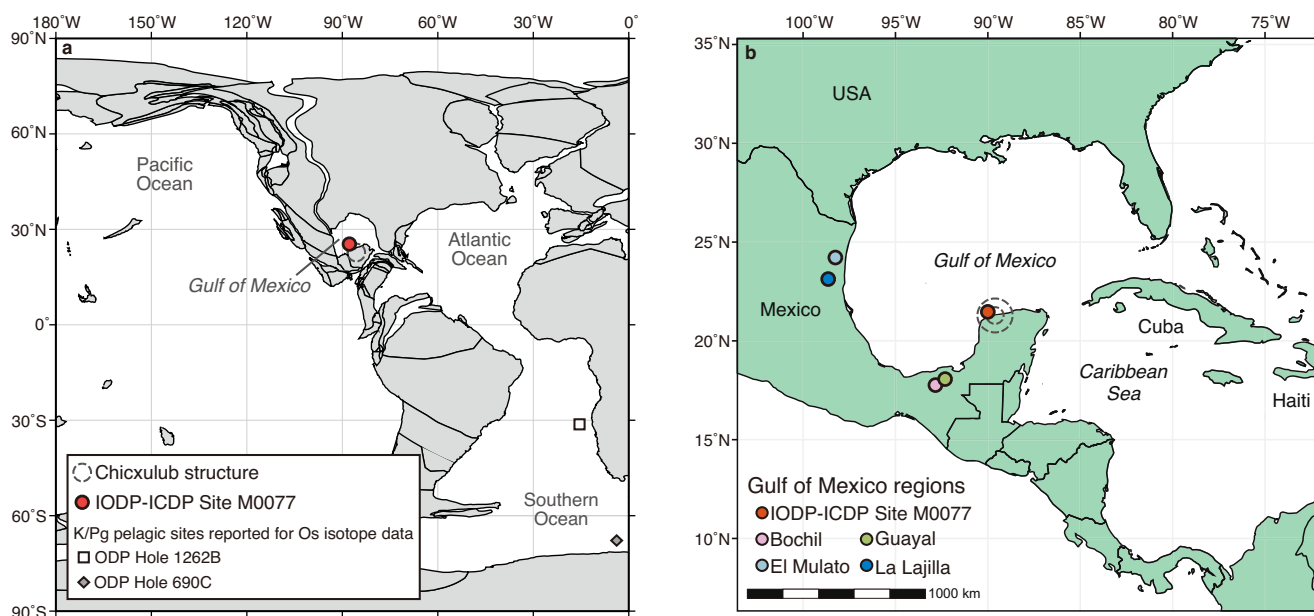 180°W 150°W 120°W 90°W 60°W 30°W 0°
90°N
60°N
30°N
0°
30°S
60°S
90°S
a
Pacific
Ocean
Atlantic
Ocean
Gulf of Mexico
Southern
Ocean
Chicxulub structure
IODP-ICDP Site M0077
K/Pg pelagic sites reported for Os isotope data
ODP Hole 1262B
ODP Hole 690C
100°W 95°W 90°W 85°W 75°W
35°N
30°N
25°N
20°N
15°N
10°N
b
USA
Gulf of Mexico
Mexico
Cuba
Caribbean
Sea
Haiti
Gulf of Mexico regions
IODP-ICDP Site M0077
Bochil Guayal
El Mulato La Lajilla
1000 km